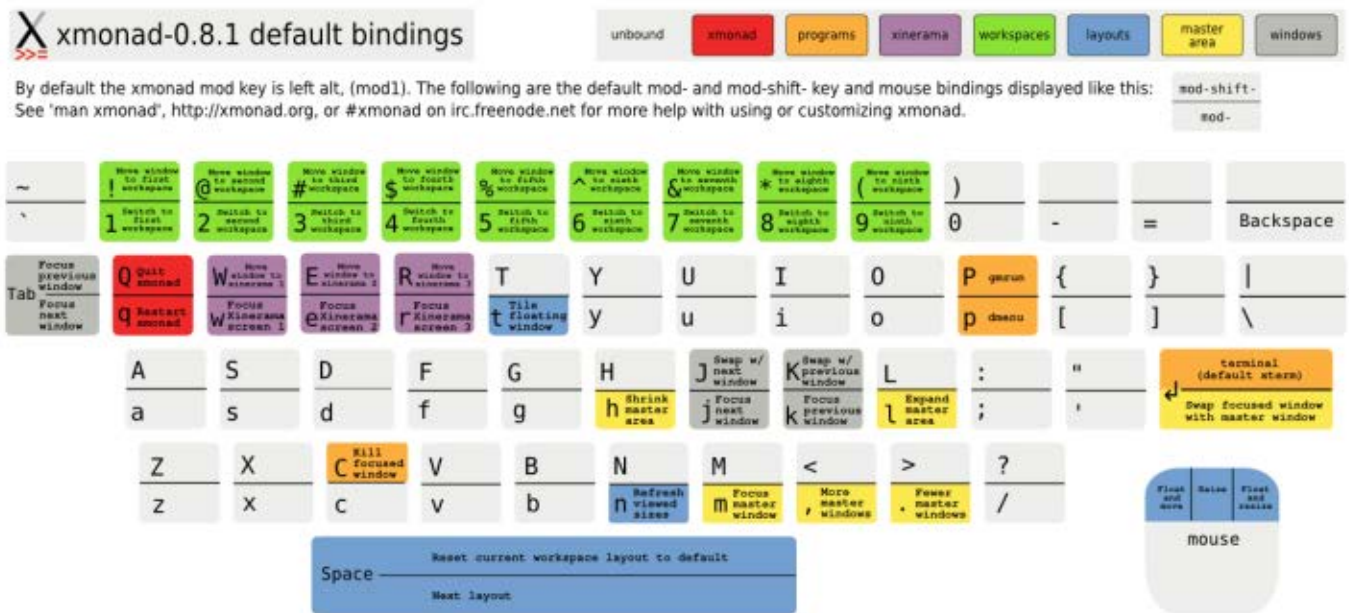 X xmonad-0.8.1 default bindings
>>=
unbound
xmonad
programs
xinerama
workspaces
layouts
master
area
windows
By default the xmonad mod key is left alt, (mod1). The following are the default mod- and mod-shift- key and mouse bindings displayed like this:
See 'man xmonad', http://xmonad.org, or #xmonad on irc.freenode.net for more help with using or customizing xmonad.
mod-shift-
mod-
~
`
! Move window to first workspace
1 Switch to first workspace
@ Move window to second workspace
2 Switch to second workspace
# Move window to third workspace
3 Switch to third workspace
$ Move window to fourth workspace
4 Switch to fourth workspace
% Move window to fifth workspace
5 Switch to fifth workspace
^ Move window to sixth workspace
6 Switch to sixth workspace
& Move window to seventh workspace
7 Switch to seventh workspace
* Move window to eighth workspace
8 Switch to eighth workspace
( Move window to ninth workspace
9 Switch to ninth workspace
)
0
-
=
Backspace
Tab
Focus previous window
Focus next window
Q Quit xmonad
q Restart xmonad
W Move window to xinerama 1
w Focus Xinerama screen 1
E Move window to xinerama 2
e Focus Xinerama screen 2
R Move window to xinerama 3
r Focus Xinerama screen 3
T
t Tile floating window
Y
y
U
u
I
i
O
o
P gmrun
p dmenu
{
[
}
]
|
\
A
a
S
s
D
d
F
f
G
g
H
h Shrink master area
J Swap w/ next window
j Focus next window
K Swap w/ previous window
k Focus previous window
L
l Expand master area
:
;
"
'
terminal
(default xterm)
Swap focused window
with master window
Z
z
X
x
C Kill focused window
c
V
v
B
b
N
n Refresh viewed sizes
M
m Focus master window
<
, More master windows
>
. Fewer master windows
?
/
Float and move
Raise
Float and resize
mouse
Space
Reset current workspace layout to default
Next layout